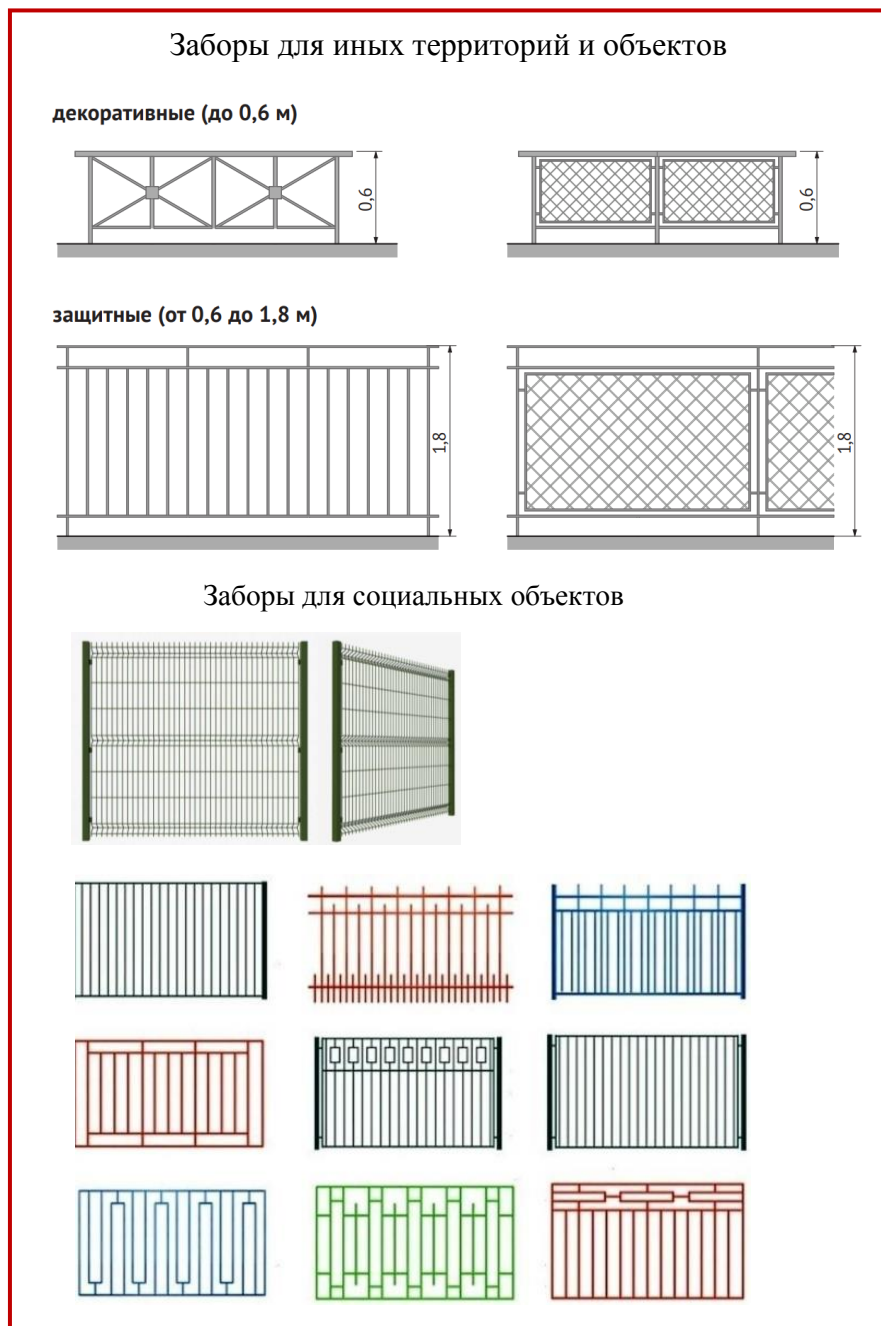 Заборы для иных территорий и объектов
декоративные (до 0,6 м)
0,6
0,6
защитные (от 0,6 до 1,8 м)
1,8
1,8
Заборы для социальных объектов